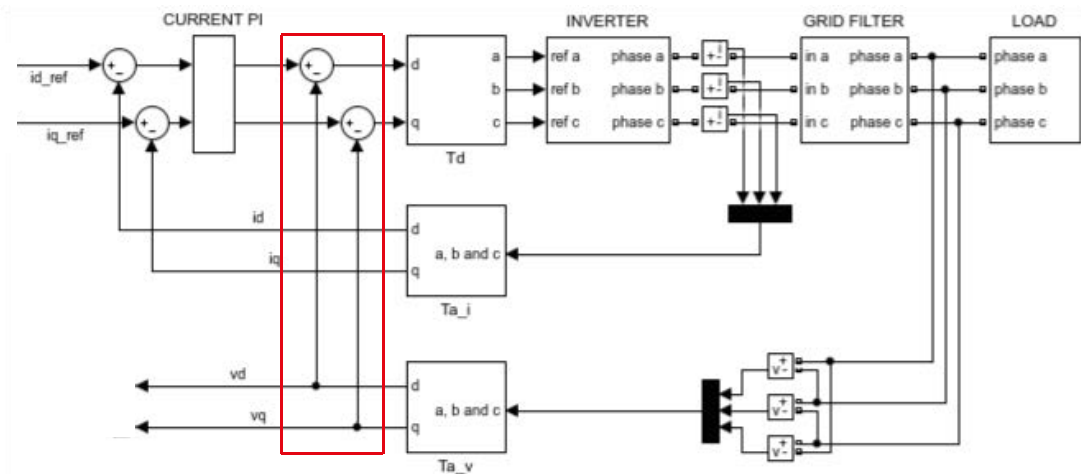 CURRENT PI
INVERTER
GRID FILTER
LOAD
id_ref
iq_ref
+
-
+
-
+
-
+
-
d
q
a
b
c
Td
ref a
ref b
ref c
phase a
phase b
phase c
+ i
-
+ i
-
+ i
-
in a
in b
in c
phase a
phase b
phase c
phase a
phase b
phase c
id
iq
d
q
a, b and c
Ta_i
vd
vq
d
q
a, b and c
Ta_v
+
v -
+
v -
+
v -